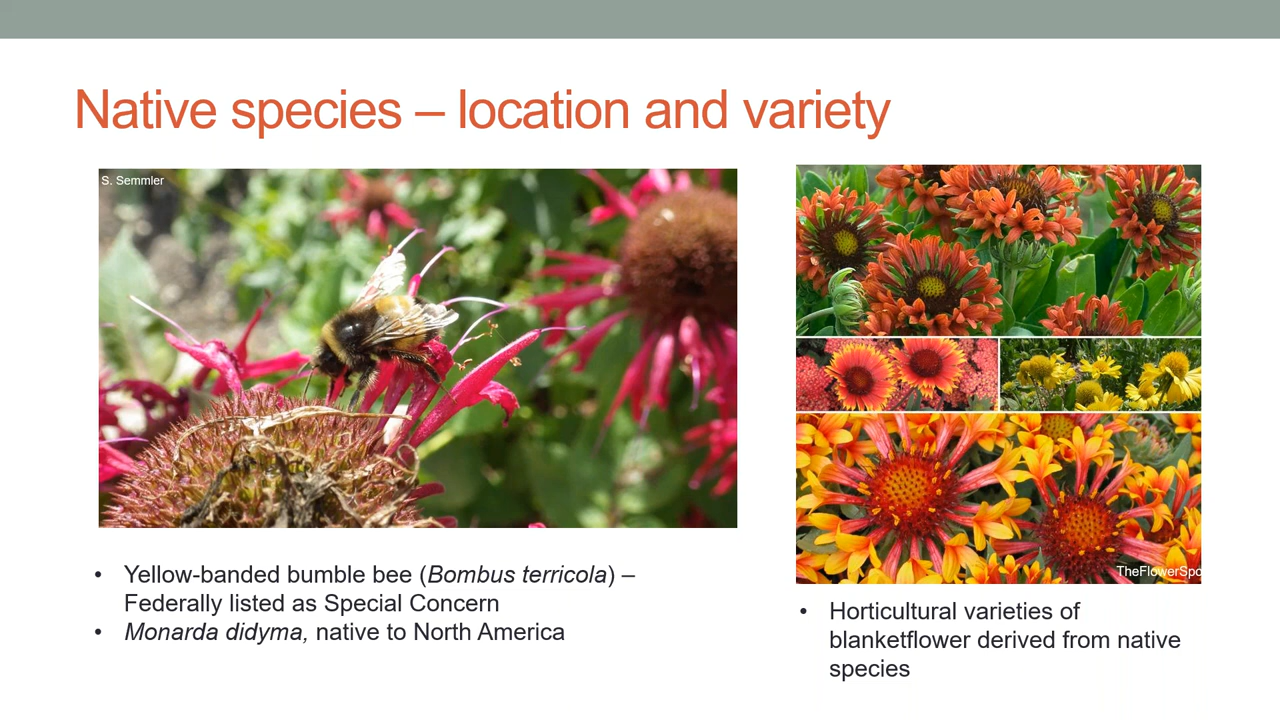 Native species – location and variety
S. Semmler
TheFlowerSpo
• Yellow-banded bumble bee (Bombus terricola) –
Federally listed as Special Concern
• Monarda didyma, native to North America
• Horticultural varieties of
blanketflower derived from native
species